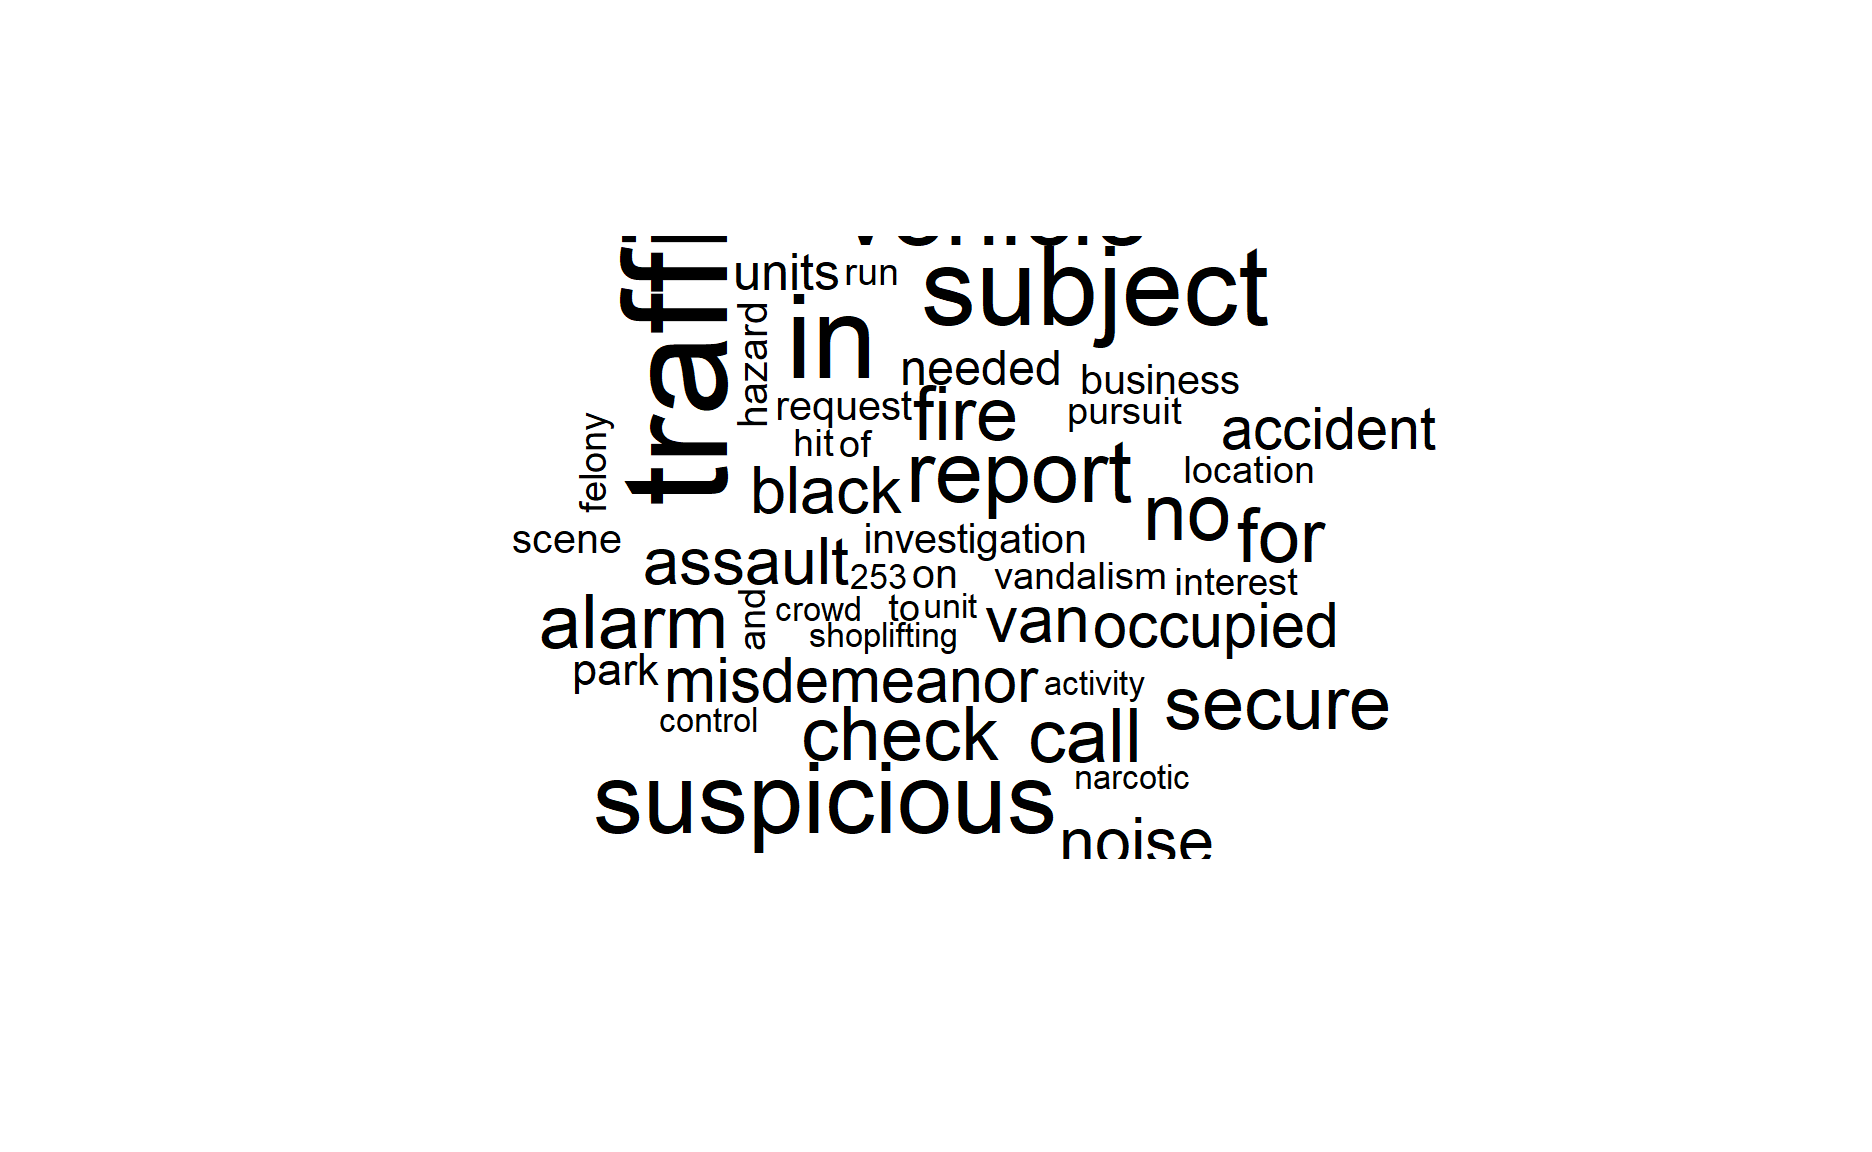 traffi
units
run
subject
hazard
in
needed
business
request
fire
pursuit
accident
hit
of
felony
black
report
location
no
for
scene
assault
investigation
253
on
vandalism
interest
alarm
and
crowd
to
unit
shoplifting
van
occupied
park
misdemeanor
activity
secure
control
check
call
suspicious
narcotic
noise